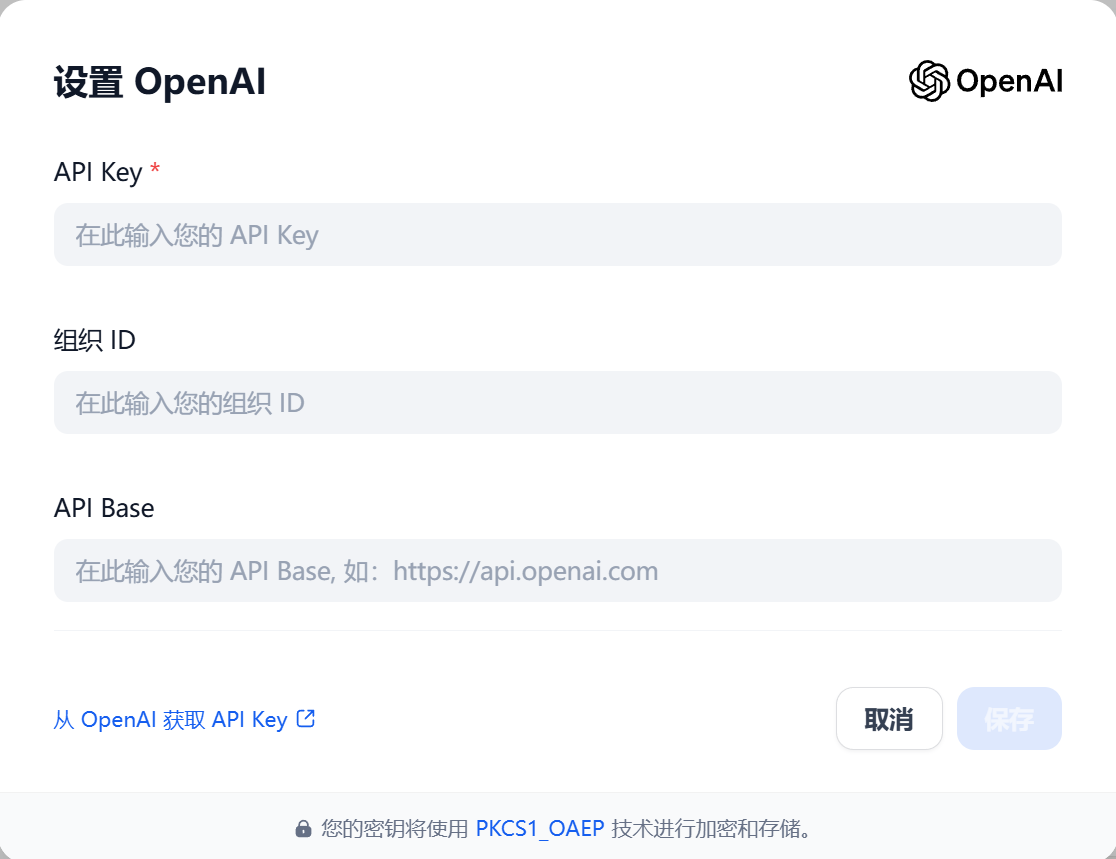 设置 OpenAI
OpenAI
API Key *
在此输入您的 API Key
组织 ID
在此输入您的组织 ID
API Base
在此输入您的 API Base, 如：https://api.openai.com
从 OpenAI 获取 API Key
取消
保存
您的密钥将使用 PKCS1_OAEP 技术进行加密和存储。